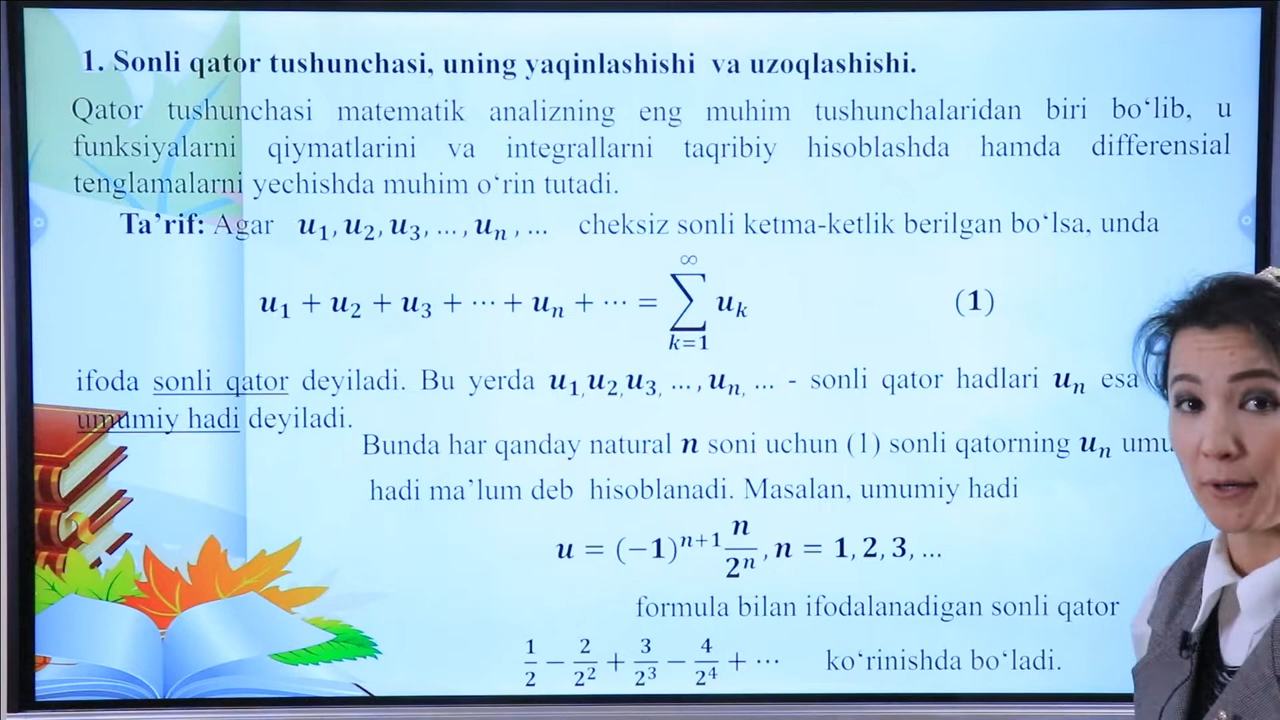 1. Sonli qator tushunchasi, uning yaqinlashishi va uzoqlashishi.
Qator tushunchasi matematik analizning eng muhim tushunchalaridan biri bo‘lib, u
funksiyalarni qiymatlarini va integrallarni taqribiy hisoblashda hamda differensial
tenglamalarni yechishda muhim o‘rin tutadi.
Ta’rif: Agar u₁, u₂, u₃, …, uₙ, … cheksiz sonli ketma-ketlik berilgan bo‘lsa, unda
u₁ + u₂ + u₃ + ⋯ + uₙ + ⋯ = ∑_{k=1}^{∞} uₖ (1)
ifoda sonli qator deyiladi. Bu yerda u₁, u₂, u₃, …, uₙ, … - sonli qator hadlari uₙ esa
umumiy hadi deyiladi.
Bunda har qanday natural n soni uchun (1) sonli qatorning uₙ
hadi ma’lum deb hisoblanadi. Masalan, umumiy hadi
u = (−1)ⁿ⁺¹ n/2ⁿ, n = 1, 2, 3, …
formula bilan ifodalanadigan sonli qator
1/2 − 2/2² + 3/2³ − 4/2⁴ + ⋯ ko‘rinishda bo‘ladi.